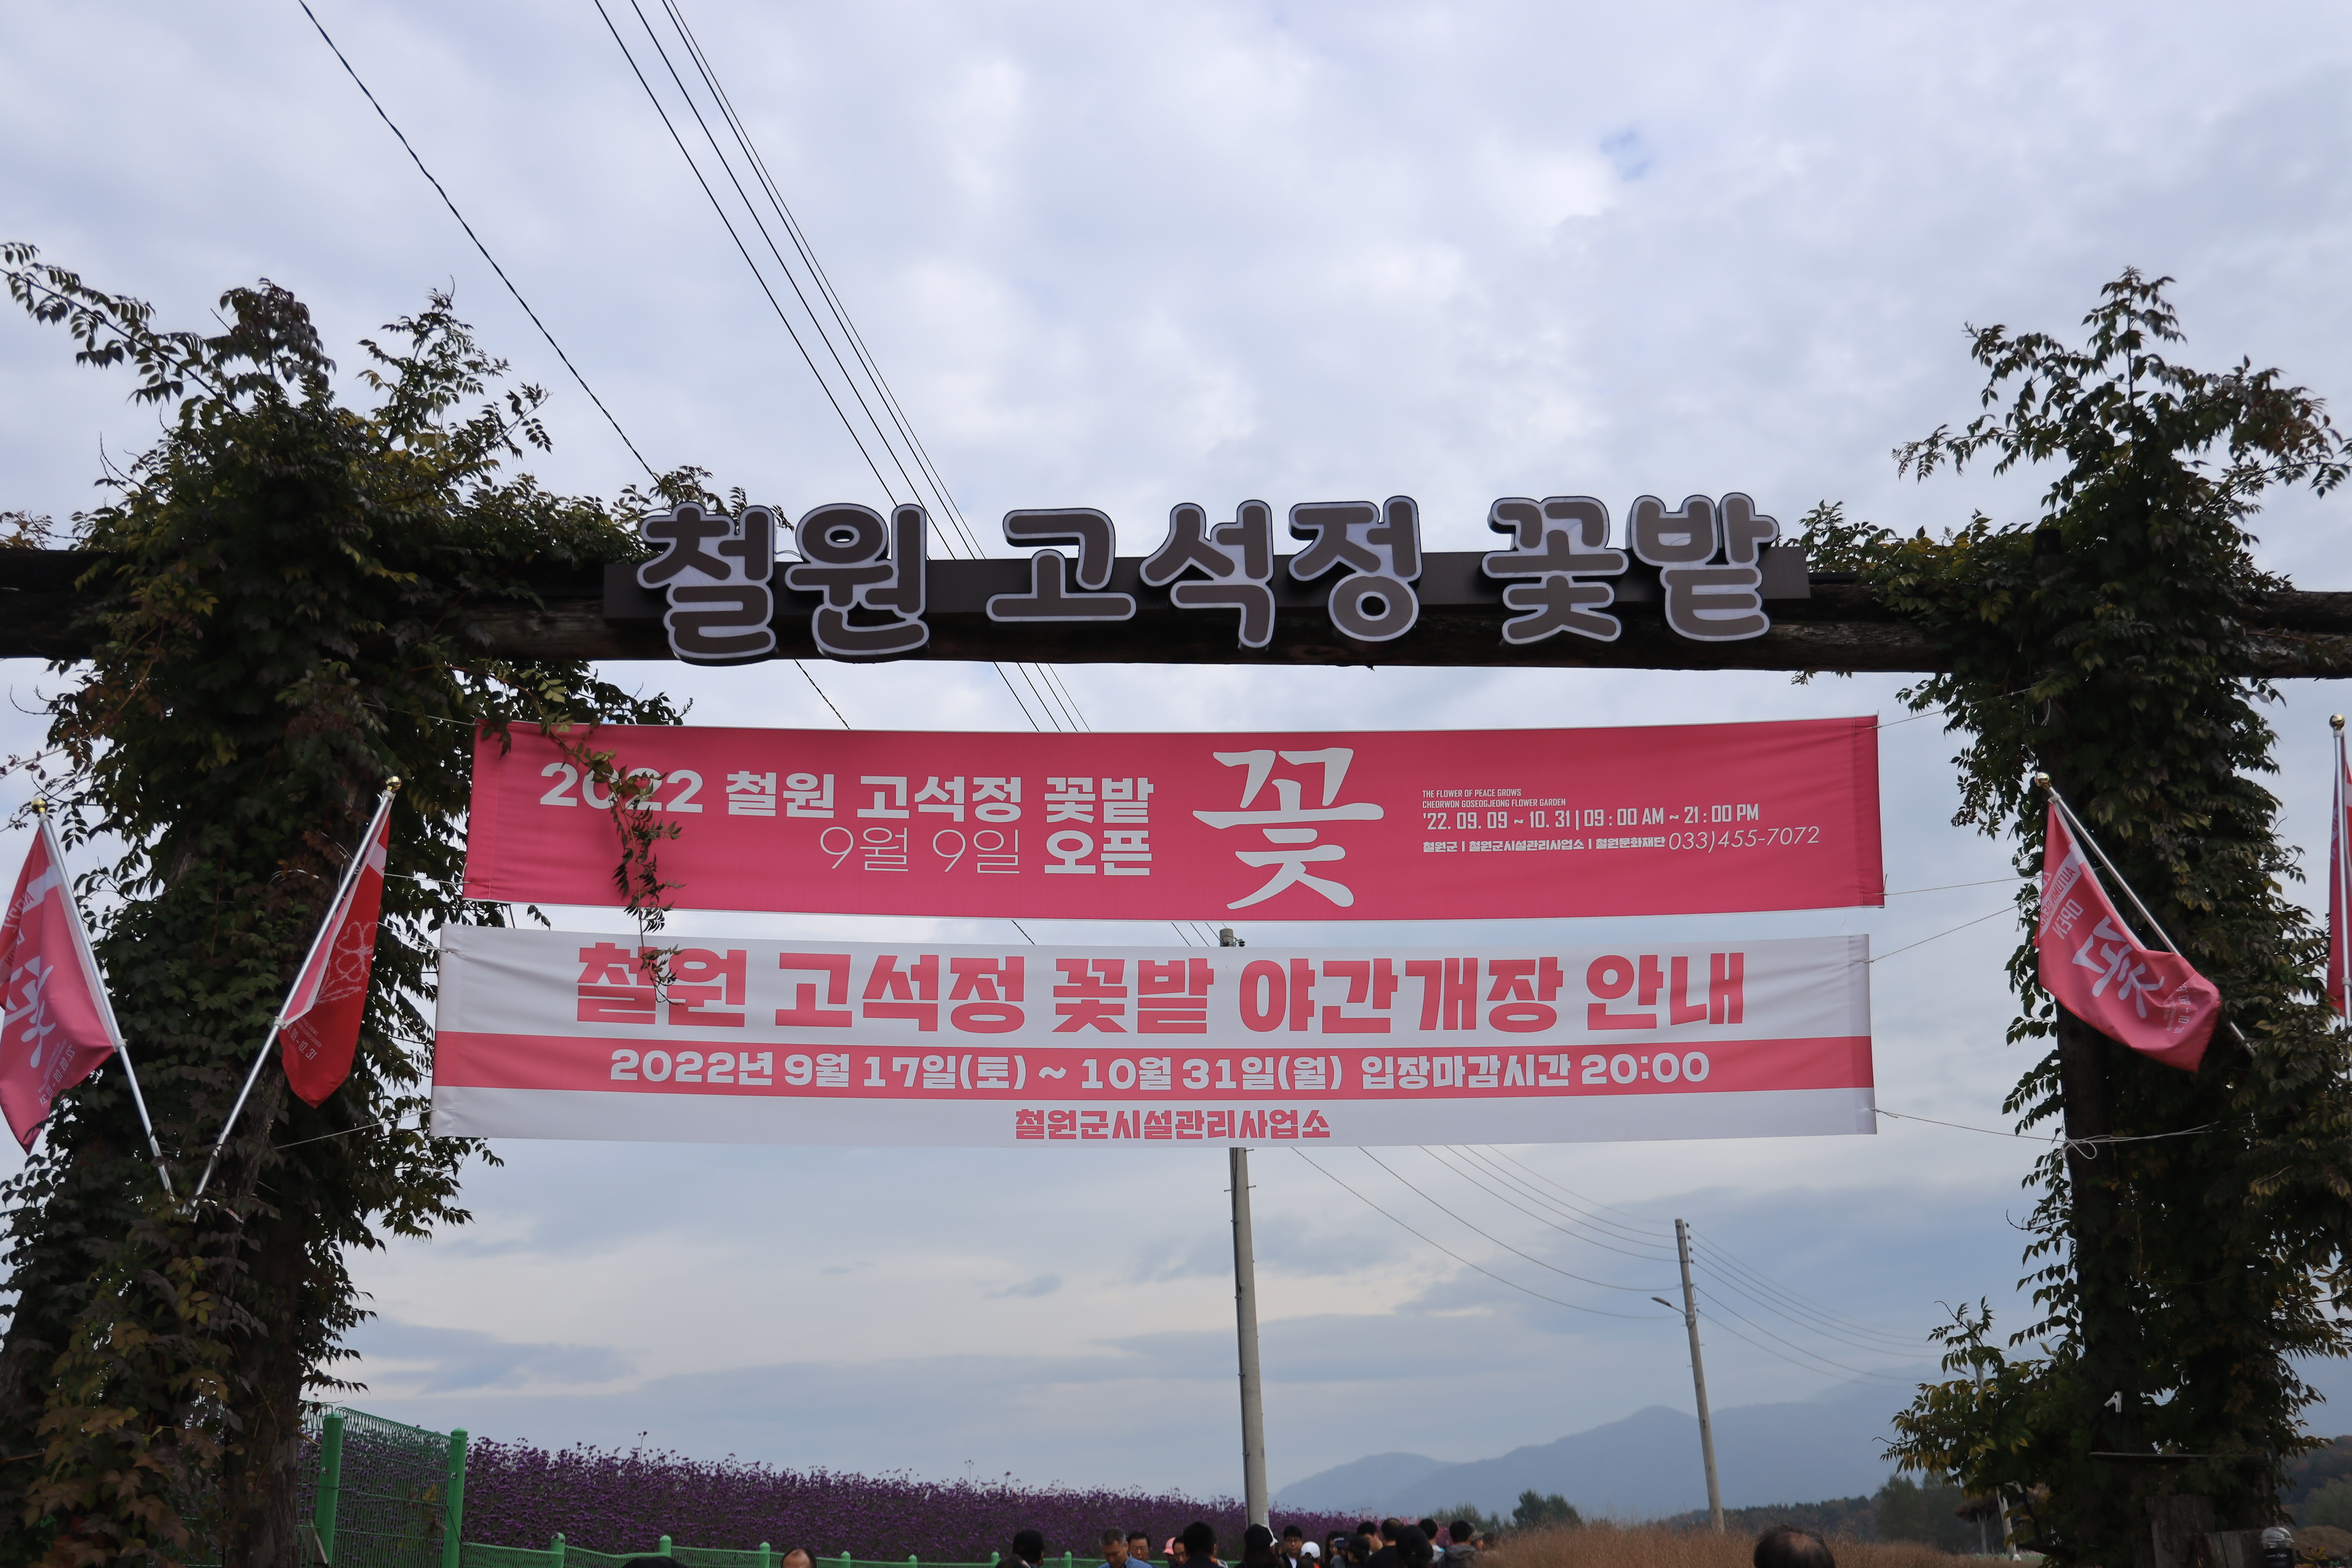 철원 고석정 꽃밭
2022 철원 고석정 꽃밭
9월 9일 오픈
꽃
THE FLOWER OF PEACE GROWS
CHEORWON GOSEOGJEONG FLOWER GARDEN
'22. 09. 09 ~ 10. 31 | 09 : 00 AM ~ 21 : 00 PM
철원군 | 철원군시설관리사업소 | 철원문화재단 033)455-7072
철원 고석정 꽃밭 야간개장 안내
2022년 9월 17일(토) ~ 10월 31일(월) 입장마감시간 20:00
철원군시설관리사업소
꽃
OPEN
꽃